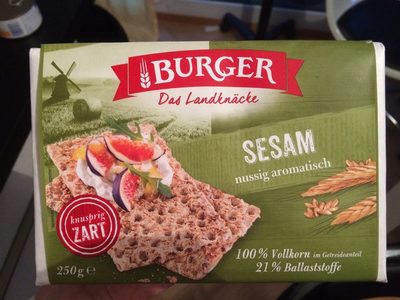 BURGER
Das Landknäcke
SESAM
nussig aromatisch
knusprig
ZART
100% Vollkorn im Getreideanteil
21% Ballaststoffe
250g ℮